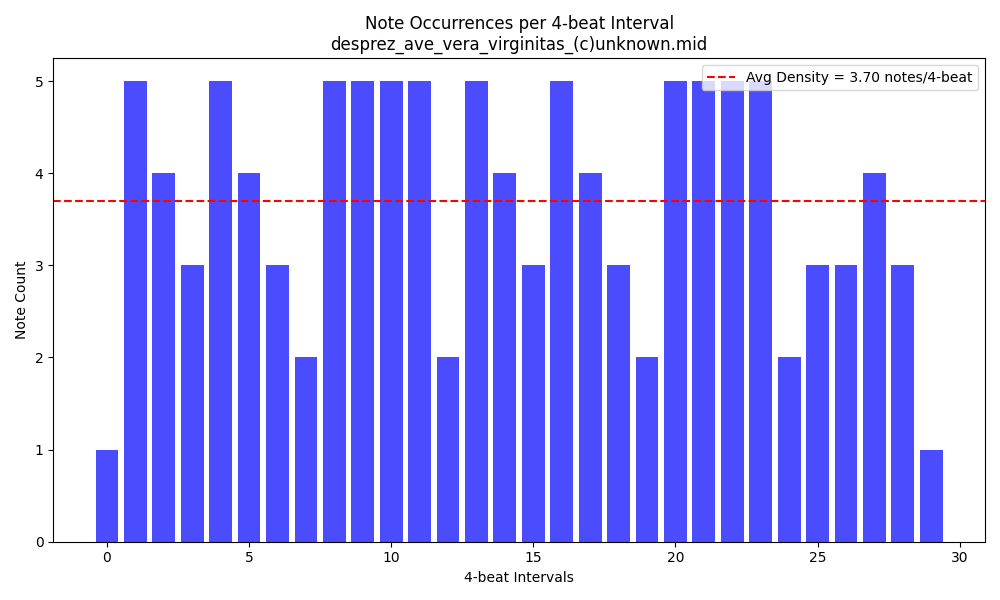 Note Occurrences per 4-beat Interval
desprez_ave_vera_virginitas_(c)unknown.mid
Avg Density = 3.70 notes/4-beat
Note Count
5
4
3
2
1
0
0 5 10 15 20 25 30
4-beat Intervals